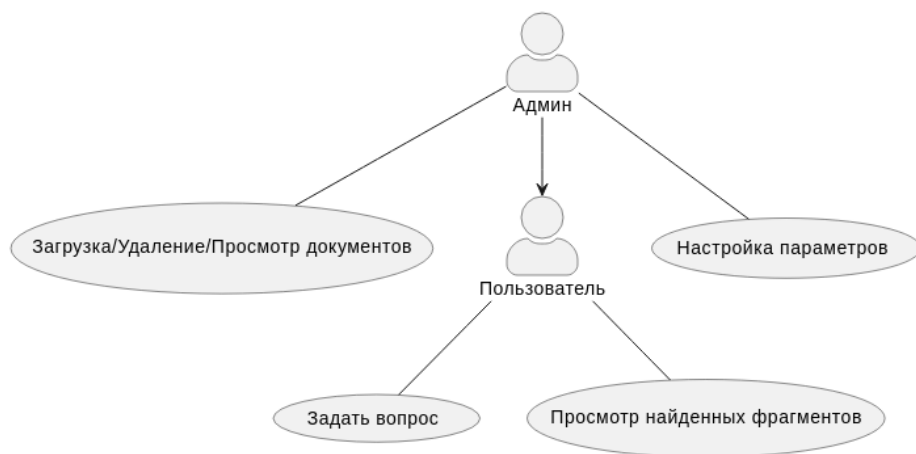 Админ
Загрузка/Удаление/Просмотр документов
Настройка параметров
Пользователь
Задать вопрос
Просмотр найденных фрагментов